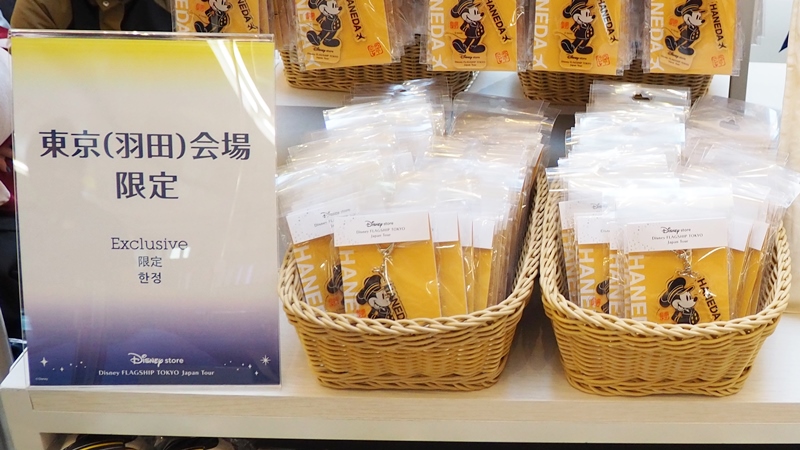 東京(羽田)会場
限定
Exclusive
限定
한정
Disney store
Disney FLAGSHIP TOKYO Japan Tour
HANEDA
HANEDA
HANEDA
HANEDA
Disney store
Disney FLAGSHIP TOKYO
Japan Tour
HANEDA
HANEDA
Disney store
Disney FLAGSHIP TOKYO
Japan Tour
HANEDA